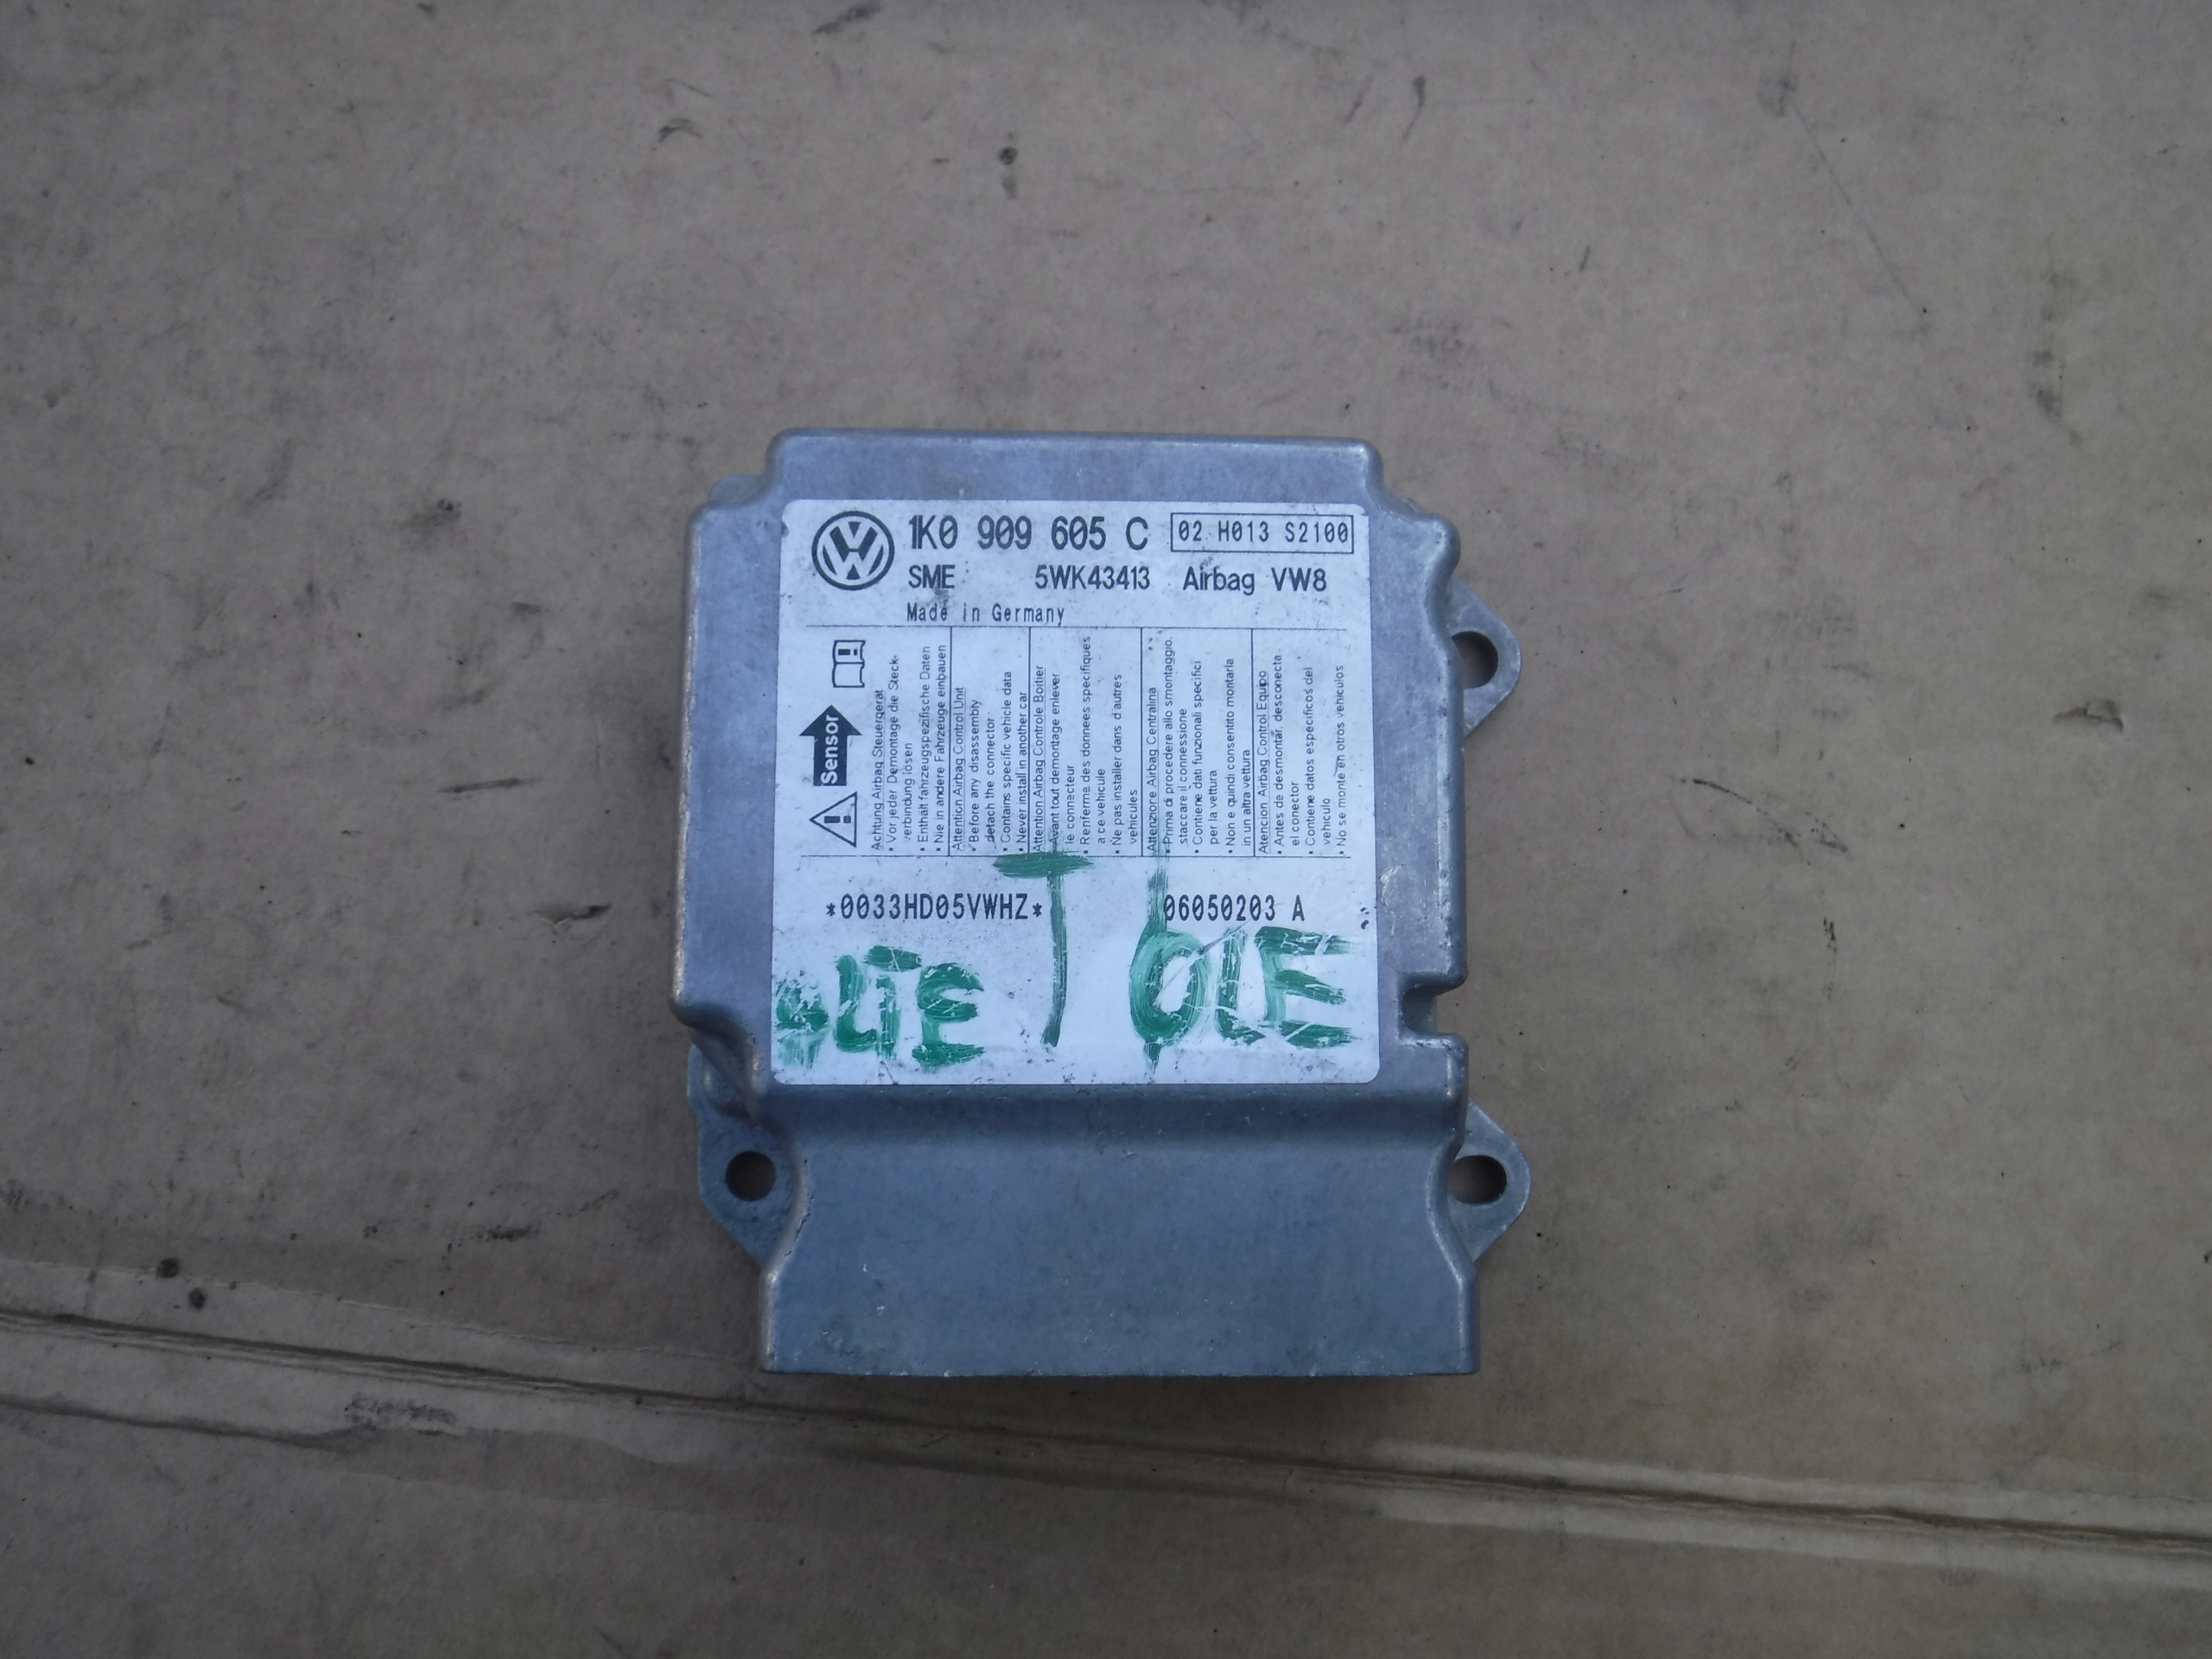 1K0 909 605 C
02 H013 S2100
SME 5WK43413 Airbag VW8
Made in Germany
Sensor
Achtung Airbag Steuergerät
• Vor jeder Demontage die Steck-
verbindung lösen
• Enthält fahrzeugspezifische Daten
• Nie in andere Fahrzeuge einbauen
Attention Airbag Control Unit
• Before any disassembly
detach the connector
• Contains specific vehicle data
• Never install in another car
Attention Airbag Controle Boitier
• Avant tout demontage enlever
le connecteur
• Renferme des donnees specifiques
a ce vehicule
• Ne pas installer dans d'autres
vehicules
Attenzione Airbag Centralina
• Prima di procedere allo smontaggio,
staccare il connessione
• Contiene dati funzionali specifici
per la vettura
• Non e quindi consentito montarla
in un altra vettura
Atencion Airbag Control Equipo
• Antes de desmontar, desconecta
el conector
• Contiene datos especificos del
vehiculo
• No se monte en otros vehiculos
*0033HD05VWHZ* 06050203 A